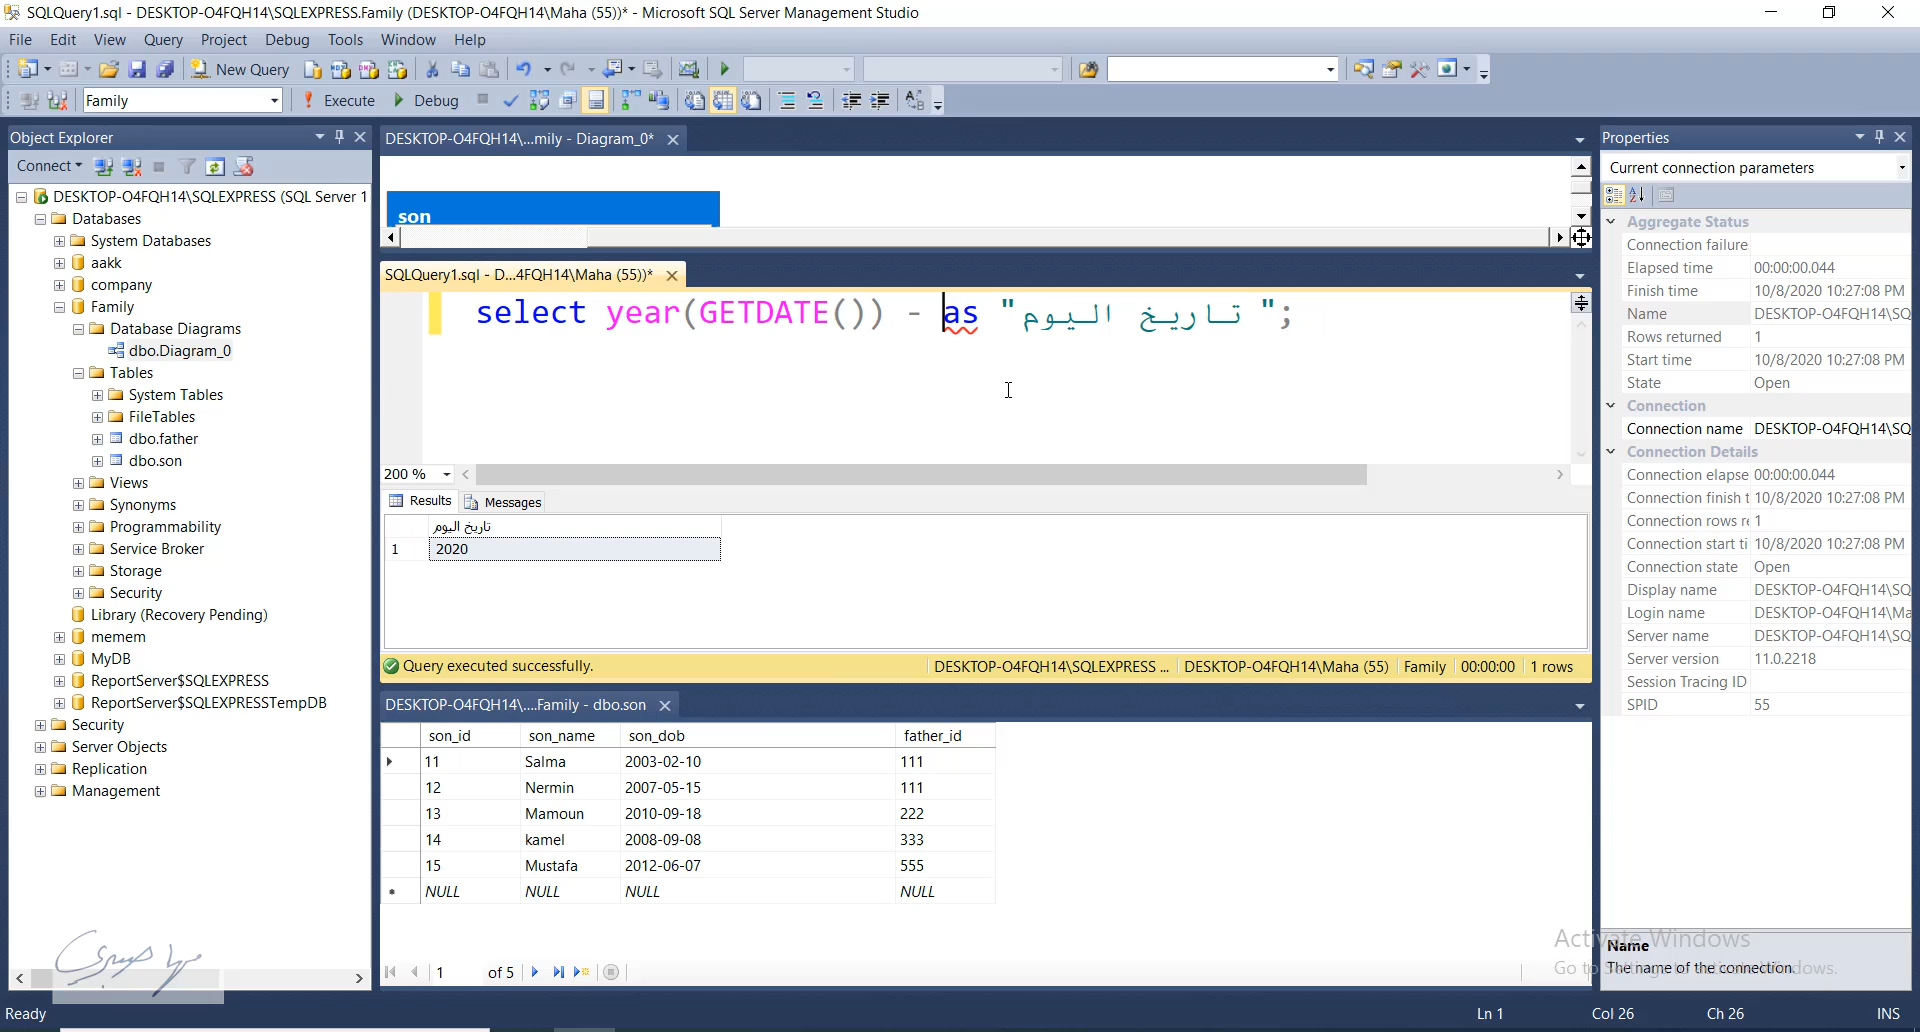 SQLQuery1.sql - DESKTOP-O4FQH14\SQLEXPRESS.Family (DESKTOP-O4FQH14\Maha (55))* - Microsoft SQL Server Management Studio
File Edit View Query Project Debug Tools Window Help
New Query
Family Execute Debug
Object Explorer
Connect
DESKTOP-O4FQH14\SQLEXPRESS (SQL Server 1
Databases
System Databases
aakk
company
Family
Database Diagrams
dbo.Diagram_0
Tables
System Tables
FileTables
dbo.father
dbo.son
Views
Synonyms
Programmability
Service Broker
Storage
Security
Library (Recovery Pending)
memem
MyDB
ReportServer$SQLEXPRESS
ReportServer$SQLEXPRESSTempDB
Security
Server Objects
Replication
Management
DESKTOP-O4FQH14\...mily - Diagram_0*
son
SQLQuery1.sql - D...4FQH14\Maha (55))*
select year(GETDATE()) - as "تاريخ اليوم ";
200 %
Results Messages
تاريخ اليوم
1 2020
Query executed successfully. DESKTOP-O4FQH14\SQLEXPRESS ... DESKTOP-O4FQH14\Maha (55) Family 00:00:00 1 rows
DESKTOP-O4FQH14\....Family - dbo.son
son_id son_name son_dob father_id
11 Salma 2003-02-10 111
12 Nermin 2007-05-15 111
13 Mamoun 2010-09-18 222
14 kamel 2008-09-08 333
15 Mustafa 2012-06-07 555
NULL NULL NULL NULL
1 of 5
Properties
Current connection parameters
Aggregate Status
Connection failure
Elapsed time 00:00:00.044
Finish time 10/8/2020 10:27:08 PM
Name DESKTOP-O4FQH14\SQ
Rows returned 1
Start time 10/8/2020 10:27:08 PM
State Open
Connection
Connection name DESKTOP-O4FQH14\SQ
Connection Details
Connection elapse 00:00:00.044
Connection finish t 10/8/2020 10:27:08 PM
Connection rows re 1
Connection start ti 10/8/2020 10:27:08 PM
Connection state Open
Display name DESKTOP-O4FQH14\SQ
Login name DESKTOP-O4FQH14\Ma
Server name DESKTOP-O4FQH14\SQ
Server version 11.0.2218
Session Tracing ID
SPID 55
Activate Windows
Name
The name of the connection.
Ready Ln 1 Col 26 Ch 26 INS